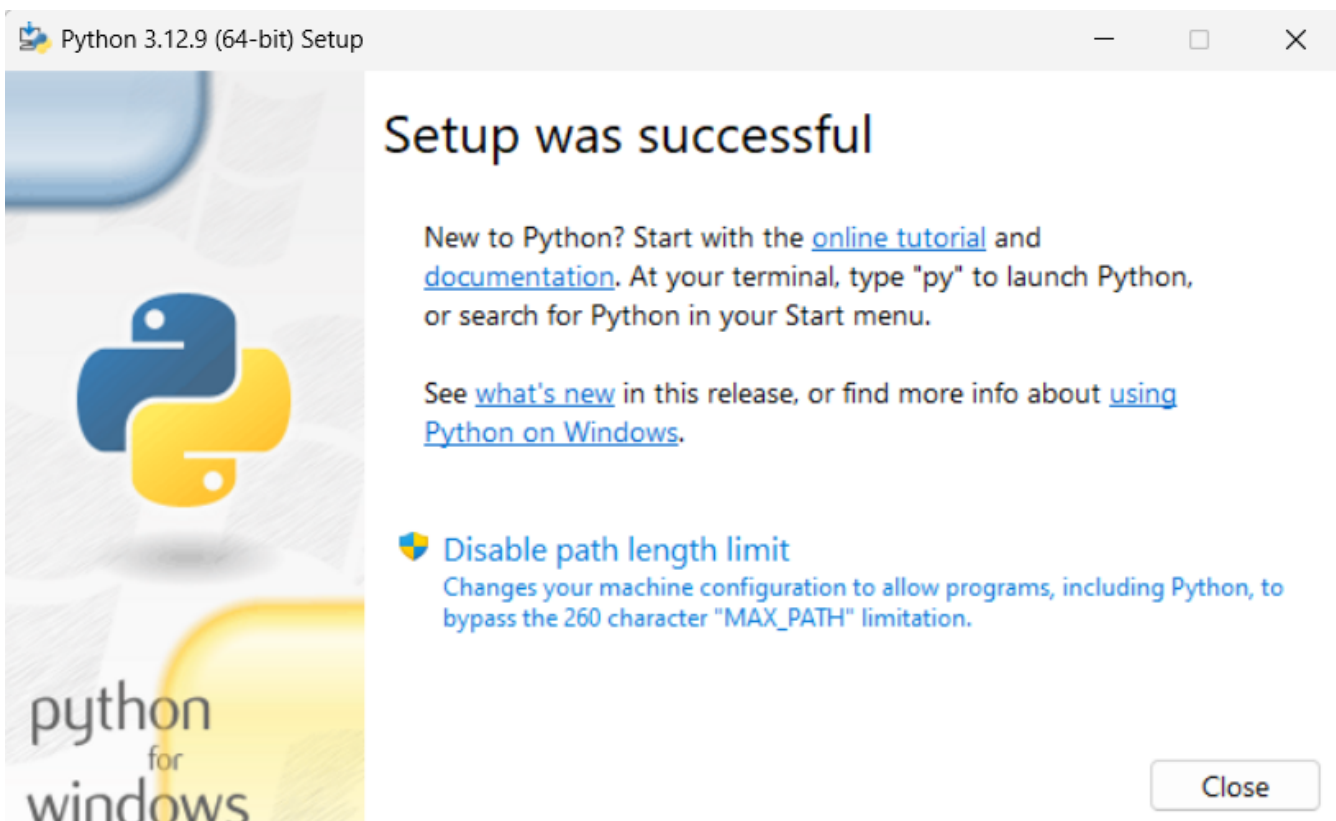 Python 3.12.9 (64-bit) Setup
Setup was successful
New to Python? Start with the online tutorial and
documentation. At your terminal, type "py" to launch Python,
or search for Python in your Start menu.
See what's new in this release, or find more info about using
Python on Windows.
Disable path length limit
Changes your machine configuration to allow programs, including Python, to
bypass the 260 character "MAX_PATH" limitation.
python
for
windows
Close